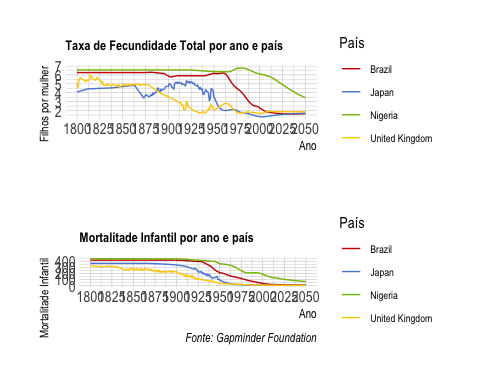 Taxa de Fecundidade Total por ano e país
País
Filhos por mulher
7
6
5
4
3
2
1800 1825 1850 1875 1900 1925 1950 1975 2000 2025 2050
Ano
Brazil
Japan
Nigeria
United Kingdom
Mortalitade Infantil por ano e país
País
Mortalitade Infantil
400
300
200
100
0
1800 1825 1850 1875 1900 1925 1950 1975 2000 2025 2050
Ano
Brazil
Japan
Nigeria
United Kingdom
Fonte: Gapminder Foundation